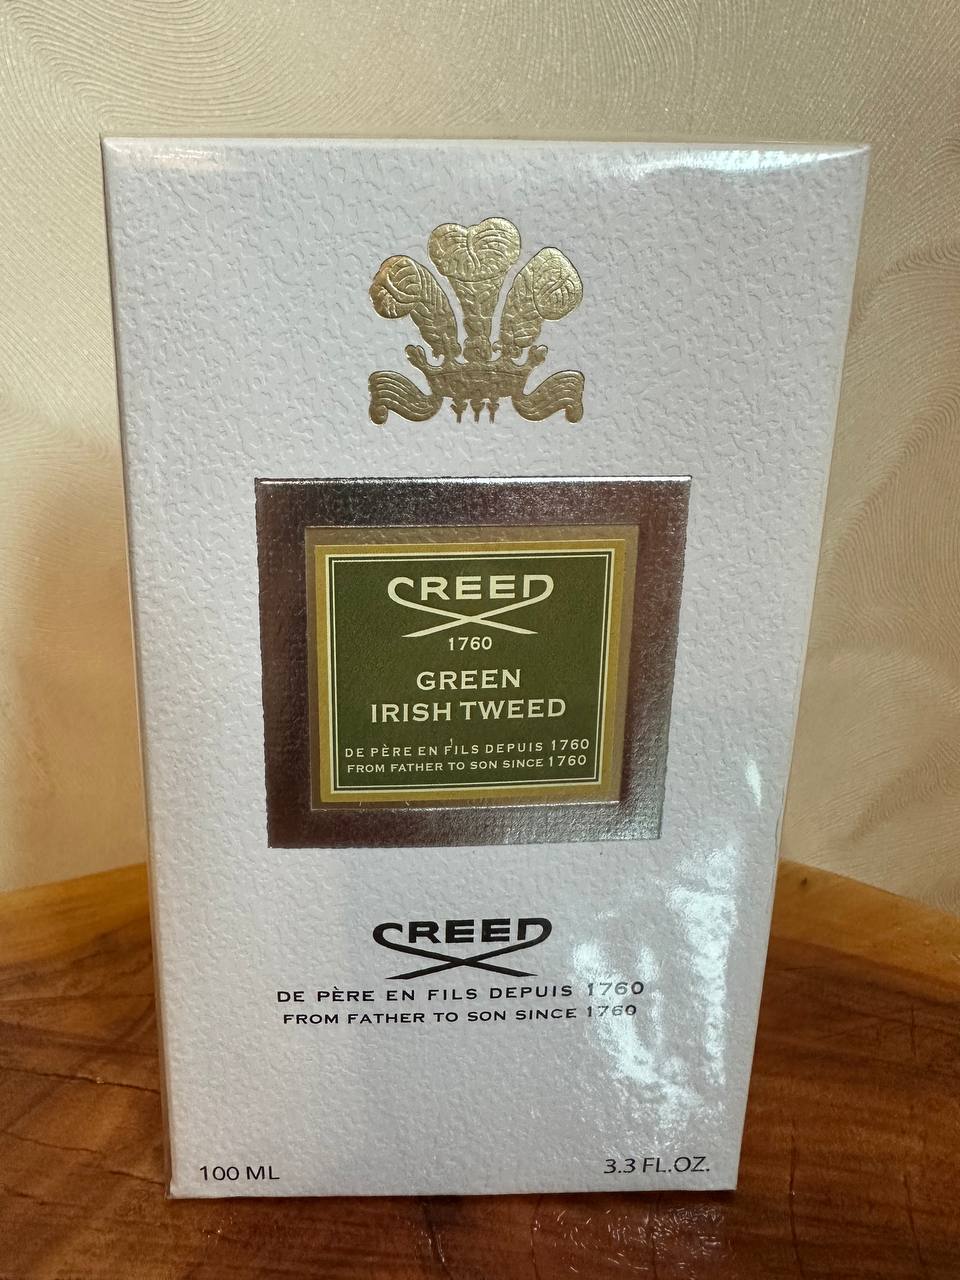 CREED
1760
GREEN
IRISH TWEED
DE PÈRE EN FILS DEPUIS 1760
FROM FATHER TO SON SINCE 1760
CREED
DE PÈRE EN FILS DEPUIS 1760
FROM FATHER TO SON SINCE 1760
100 ML
3.3 FL.OZ.